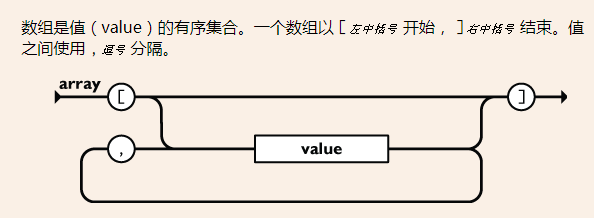 数组是值（value）的有序集合。一个数组以 [ 左中括号 开始， ] 右中括号 结束。值
之间使用 , 逗号 分隔。
array
[ ]
, value